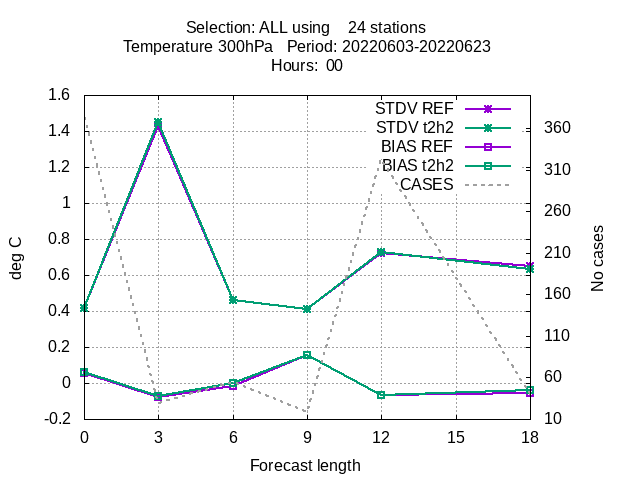 Selection: ALL using 24 stations
Temperature 300hPa Period: 20220603-20220623
Hours: 00
STDV REF
STDV t2h2
BIAS REF
BIAS t2h2
CASES
1.6
1.4
1.2
1
0.8
0.6
0.4
0.2
0
-0.2
deg C
360
310
260
210
160
110
60
10
No cases
0 3 6 9 12 15 18
Forecast length